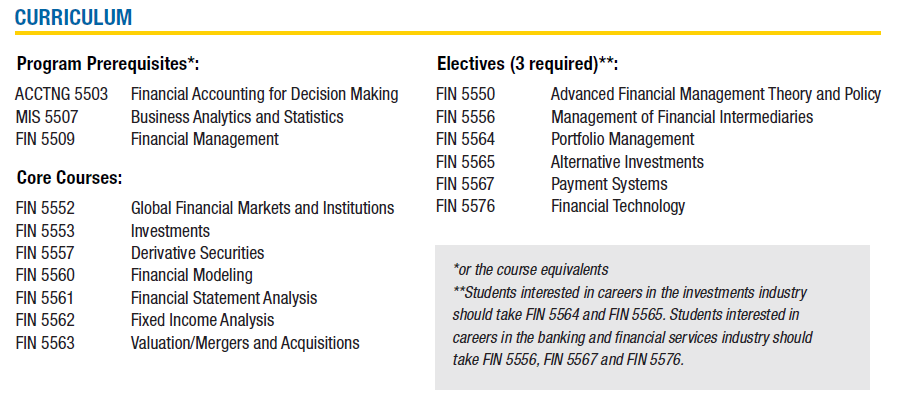 CURRICULUM
Program Prerequisites*:
ACCTNG 5503 Financial Accounting for Decision Making
MIS 5507 Business Analytics and Statistics
FIN 5509 Financial Management
Core Courses:
FIN 5552 Global Financial Markets and Institutions
FIN 5553 Investments
FIN 5557 Derivative Securities
FIN 5560 Financial Modeling
FIN 5561 Financial Statement Analysis
FIN 5562 Fixed Income Analysis
FIN 5563 Valuation/Mergers and Acquisitions
Electives (3 required)**:
FIN 5550 Advanced Financial Management Theory and Policy
FIN 5556 Management of Financial Intermediaries
FIN 5564 Portfolio Management
FIN 5565 Alternative Investments
FIN 5567 Payment Systems
FIN 5576 Financial Technology
*or the course equivalents
**Students interested in careers in the investments industry
should take FIN 5564 and FIN 5565. Students interested in
careers in the banking and financial services industry should
take FIN 5556, FIN 5567 and FIN 5576.